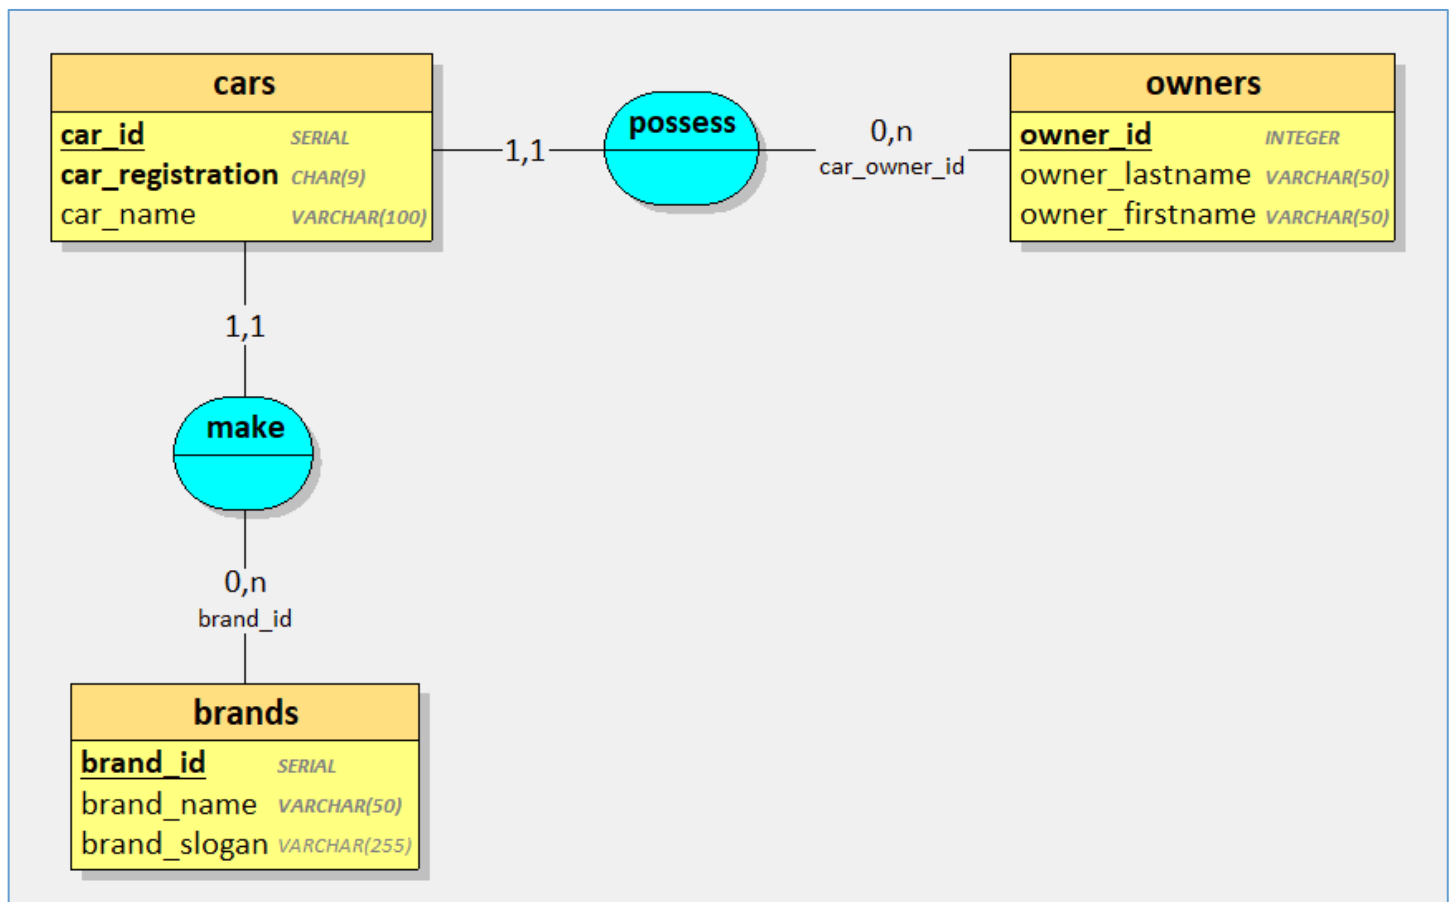 cars
car_id SERIAL
car_registration CHAR(9)
car_name VARCHAR(100)
1,1
possess
0,n
car_owner_id
owners
owner_id INTEGER
owner_lastname VARCHAR(50)
owner_firstname VARCHAR(50)
1,1
make
0,n
brand_id
brands
brand_id SERIAL
brand_name VARCHAR(50)
brand_slogan VARCHAR(255)